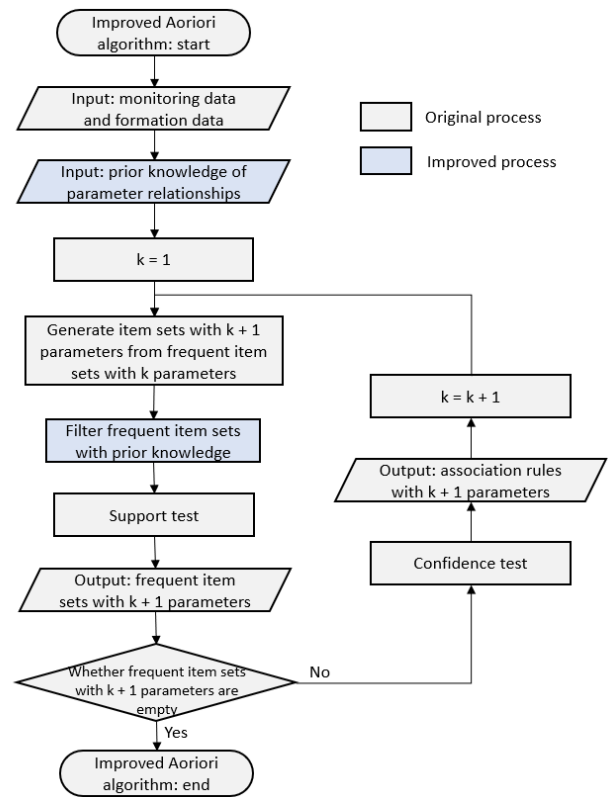 Improved Aoriori
algorithm: start
Input: monitoring data
and formation data
Input: prior knowledge of
parameter relationships
k = 1
Generate item sets with k + 1
parameters from frequent item
sets with k parameters
Filter frequent item sets
with prior knowledge
Support test
Output: frequent item
sets with k + 1 parameters
Whether frequent item sets
with k + 1 parameters are
empty
Yes
Improved Aoriori
algorithm: end
No
Confidence test
Output: association rules
with k + 1 parameters
k = k + 1
Original process
Improved process